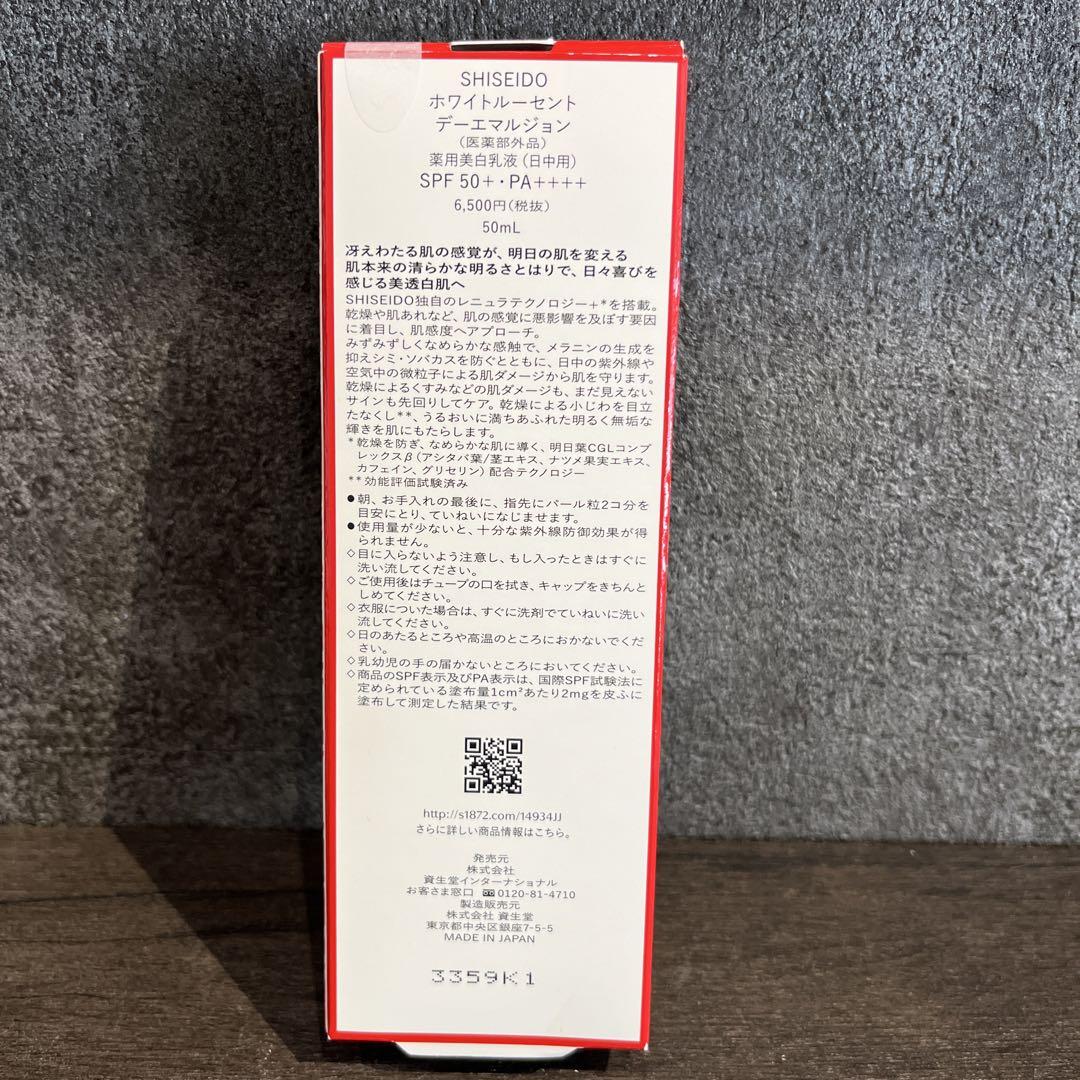 SHISEIDO
ホワイトルーセント
デーエマルジョン
(医薬部外品)
薬用美白乳液(日中用)
SPF 50+・PA++++
6,500円(税抜)
50mL
冴えわたる肌の感覚が、明日の肌を変える
肌本来の清らかな明るさとはりで、日々喜びを
感じる美透白肌へ
SHISEIDO独自のレニュラテクノロジー+*を搭載。
乾燥や肌あれなど、肌の感覚に悪影響を及ぼす要因
に着目し、肌感度へアプローチ。
みずみずしくなめらかな感触で、メラニンの生成を
抑えシミ・ソバカスを防ぐとともに、日中の紫外線や
空気中の微粒子による肌ダメージから肌を守ります。
乾燥によるくすみなどの肌ダメージも、まだ見えない
サインも先回りしてケア。乾燥による小じわを目立
たなくし**、うるおいに満ちあふれた明るく無垢な
輝きを肌にもたらします。
*乾燥を防ぎ、なめらかな肌に導く、明日葉CGLコンプ
レックスβ(アシタバ葉/茎エキス、ナツメ果実エキス、
カフェイン、グリセリン)配合テクノロジー
**効能評価試験済み
●朝、お手入れの最後に、指先にパール粒2コ分を
目安にとり、ていねいになじませます。
●使用量が少ないと、十分な紫外線防御効果が得
られません。
◇目に入らないよう注意し、もし入ったときはすぐに
洗い流してください。
◇ご使用後はチューブの口を拭き、キャップをきちんと
しめてください。
◇衣服についた場合は、すぐに洗剤でていねいに洗い
流してください。
◇日のあたるところや高温のところにおかないでくだ
さい。
◇乳幼児の手の届かないところにおいてください。
◇商品のSPF表示及びPA表示は、国際SPF試験法に
定められている塗布量1cm²あたり2mgを皮ふに
塗布して測定した結果です。
http://s1872.com/14934JJ
さらに詳しい商品情報はこちら。
発売元
株式会社
資生堂インターナショナル
お客さま窓口 0120-81-4710
製造販売元
株式会社 資生堂
東京都中央区銀座7-5-5
MADE IN JAPAN
3359K1